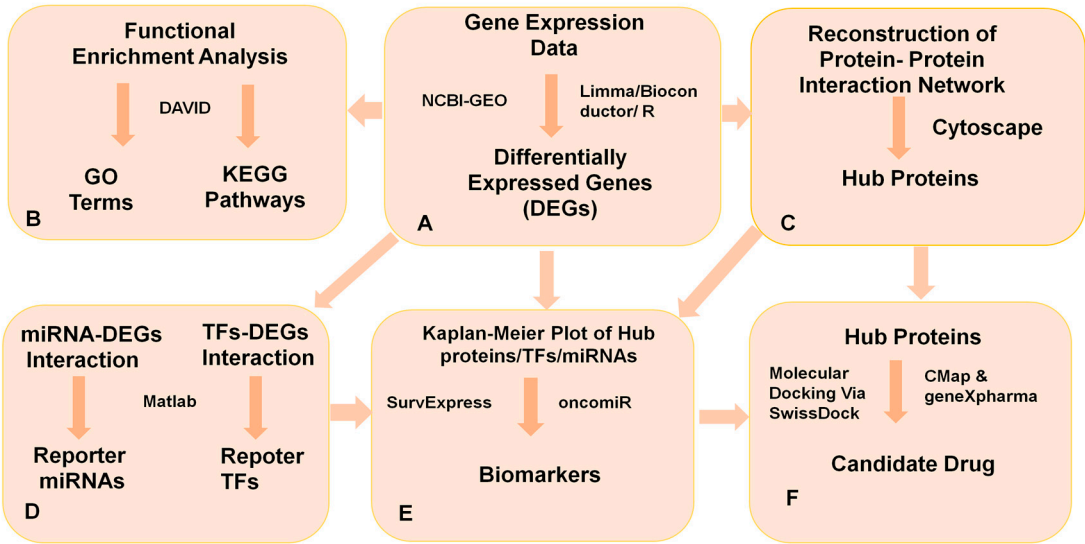 Functional
Enrichment Analysis
DAVID
GO
Terms
KEGG
Pathways
B
Gene Expression
Data
NCBI-GEO
Limma/Biocon
ductor/ R
Differentially
Expressed Genes
(DEGs)
A
Reconstruction of
Protein- Protein
Interaction Network
Cytoscape
Hub Proteins
C
miRNA-DEGs
Interaction
TFs-DEGs
Interaction
Matlab
Reporter
miRNAs
Repoter
TFs
D
Kaplan-Meier Plot of Hub
proteins/TFs/miRNAs
SurvExpress
oncomiR
Biomarkers
E
Hub Proteins
Molecular
Docking Via
SwissDock
CMap &
geneXpharma
Candidate Drug
F